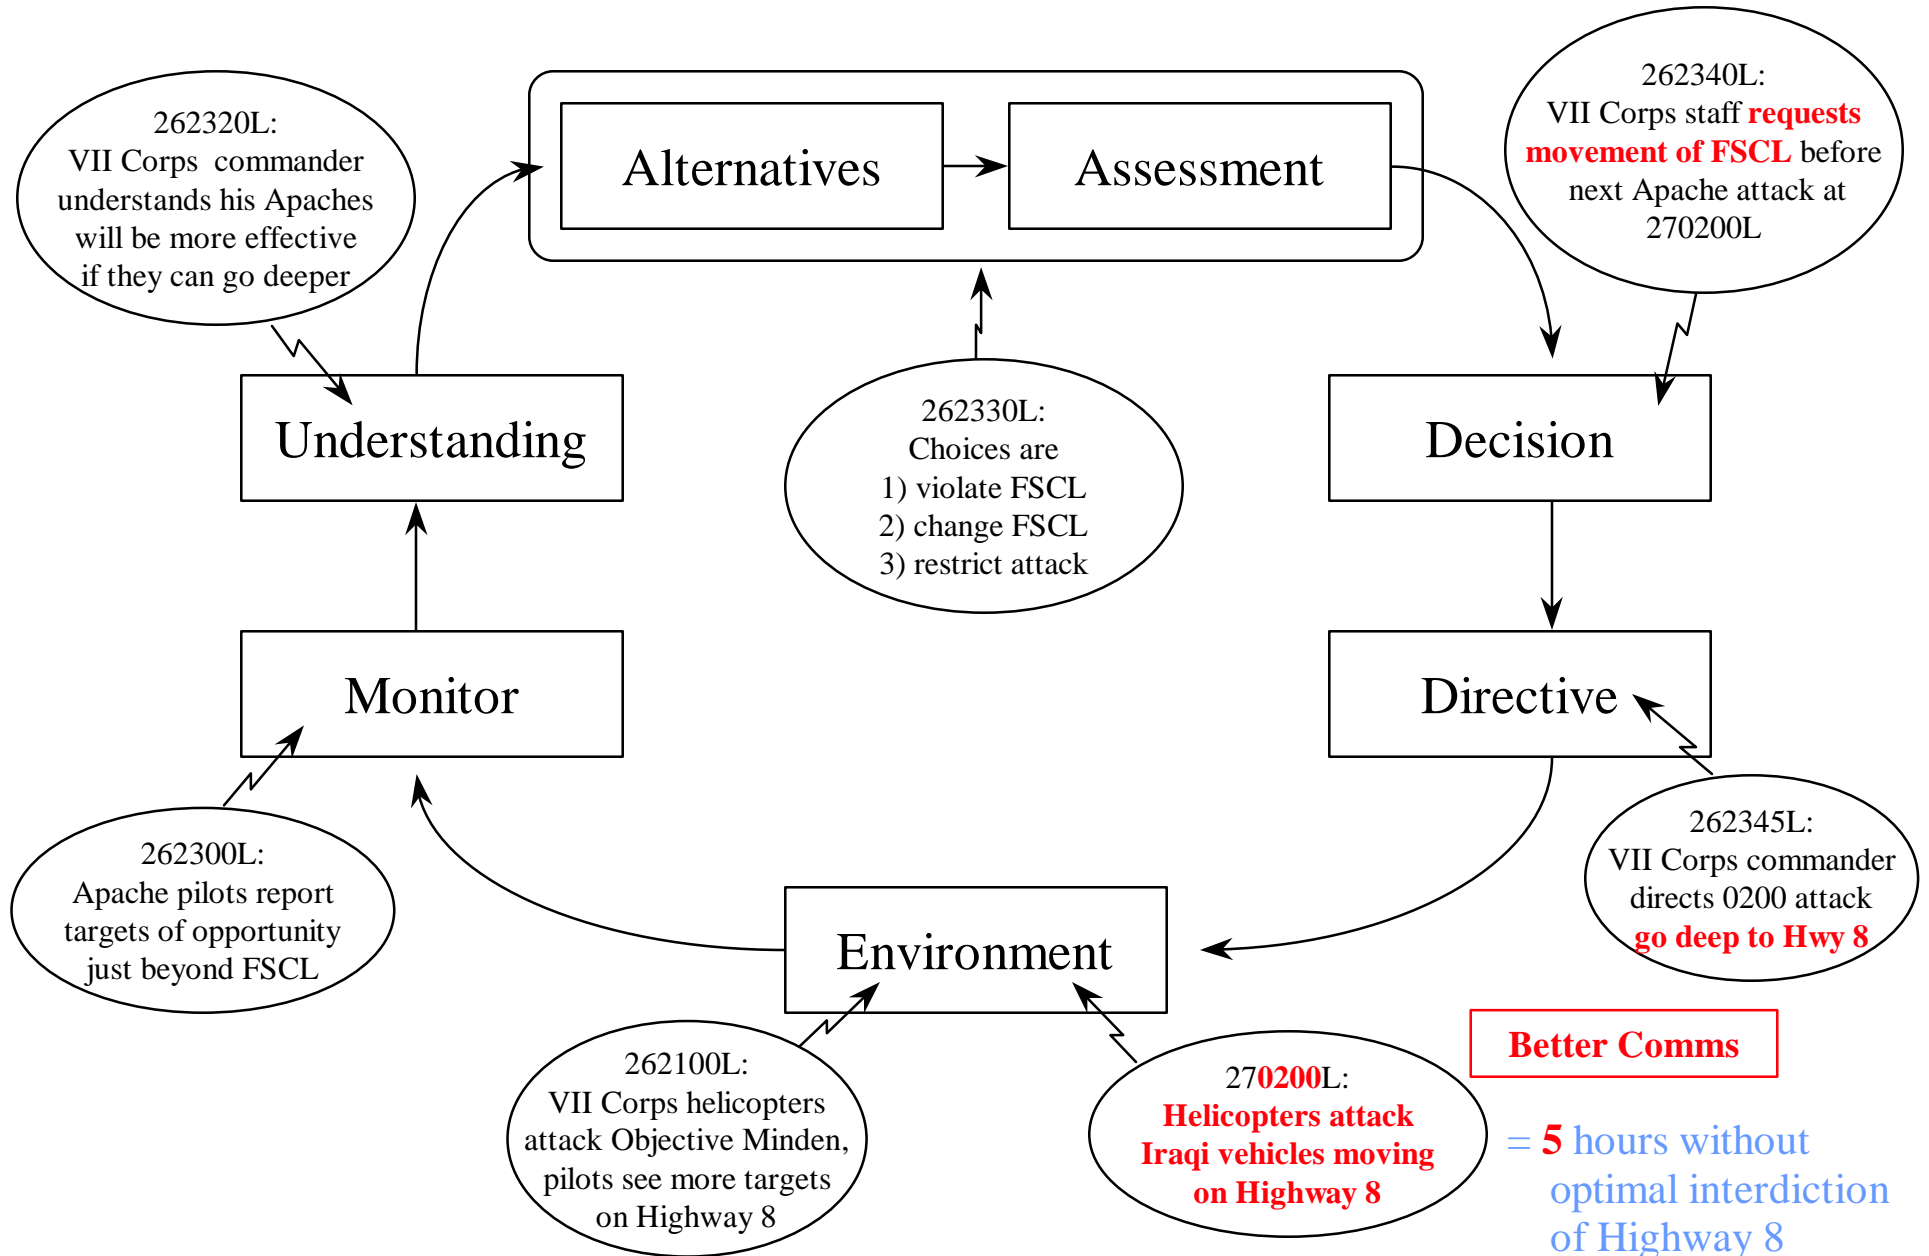 262320L:
VII Corps commander
understands his Apaches
will be more effective
if they can go deeper
Alternatives
Assessment
262340L:
VII Corps staff requests
movement of FSCL before
next Apache attack at
270200L
Understanding
262330L:
Choices are
1) violate FSCL
2) change FSCL
3) restrict attack
Decision
Monitor
Directive
262300L:
Apache pilots report
targets of opportunity
just beyond FSCL
Environment
262345L:
VII Corps commander
directs 0200 attack
go deep to Hwy 8
262100L:
VII Corps helicopters
attack Objective Minden,
pilots see more targets
on Highway 8
270200L:
Helicopters attack
Iraqi vehicles moving
on Highway 8
Better Comms
= 5 hours without
optimal interdiction
of Highway 8